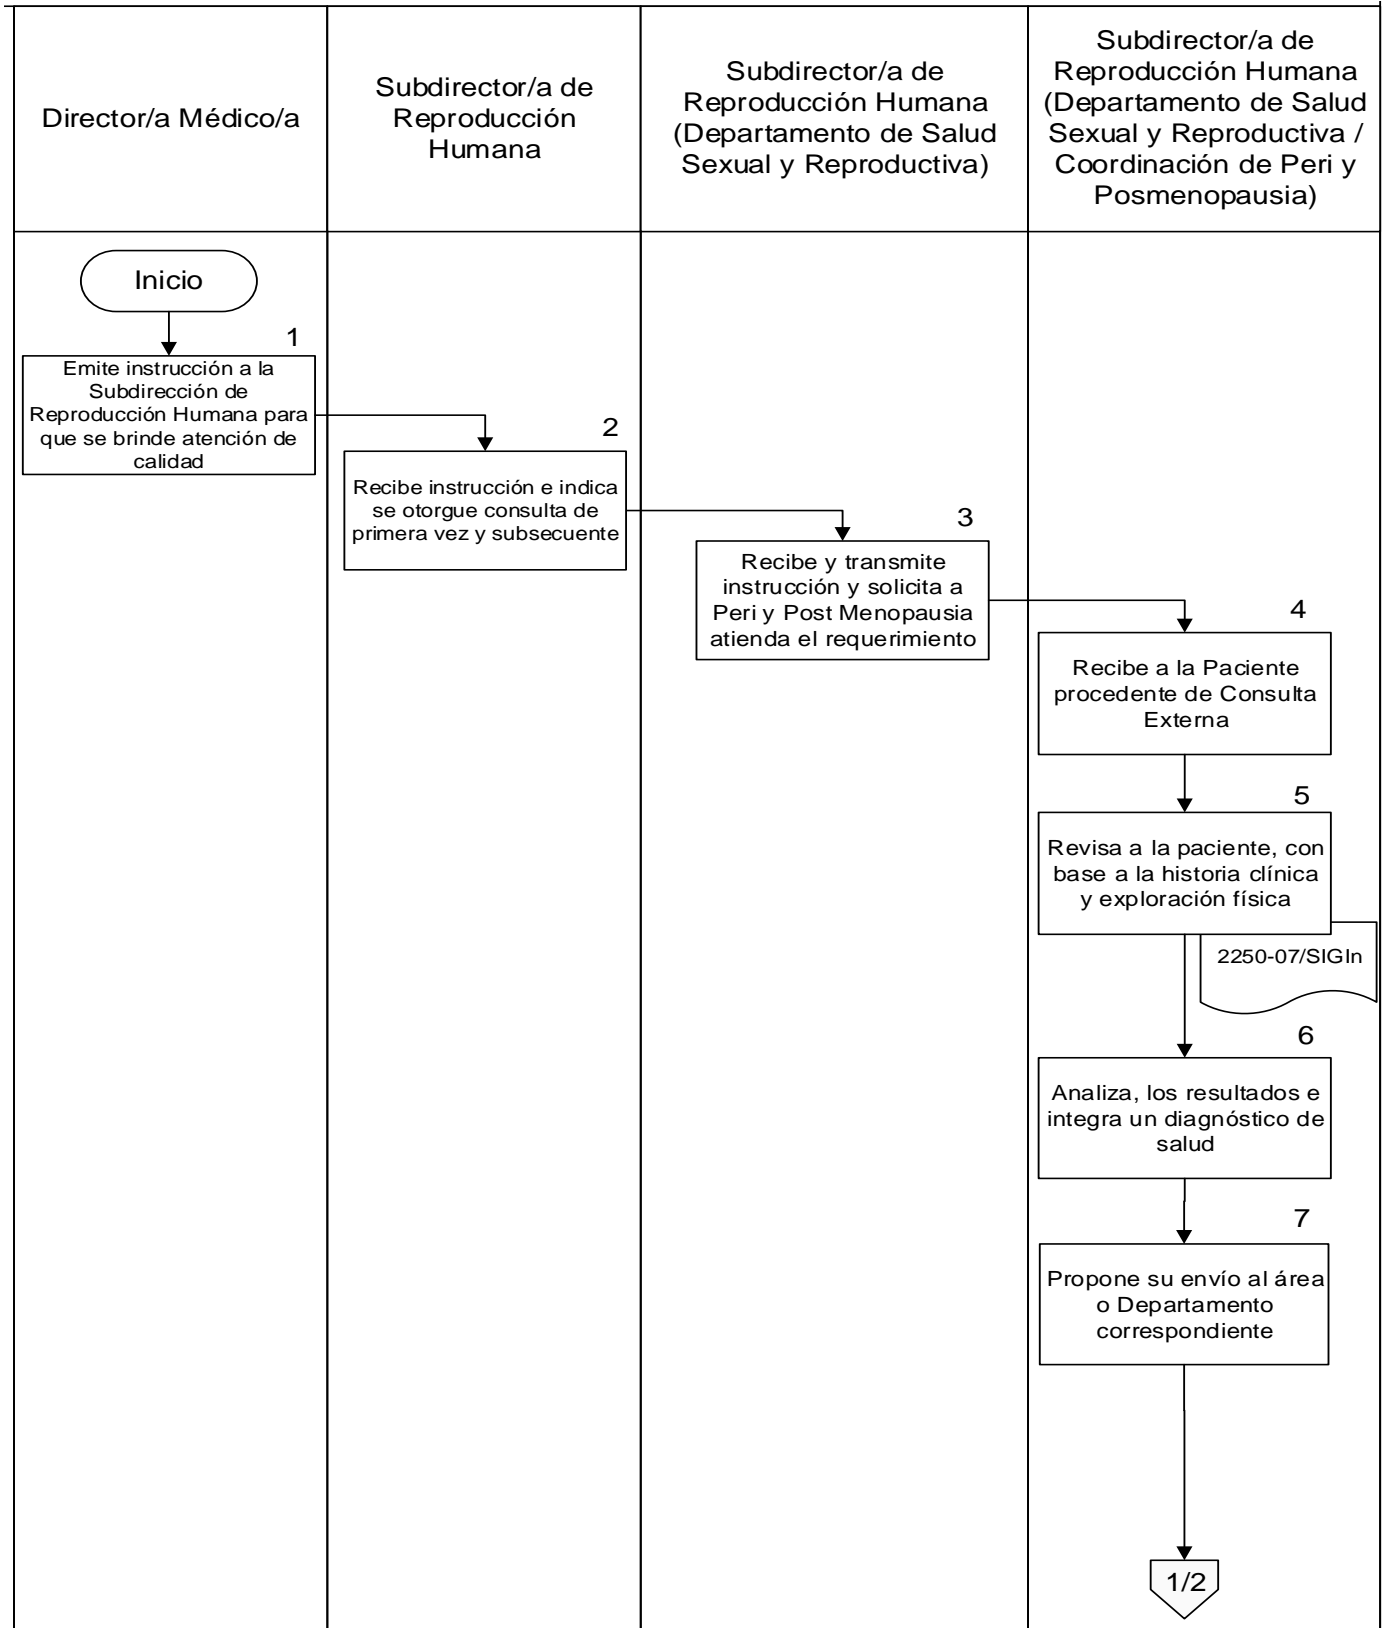 Director/a Médico/a
Subdirector/a de
Reproducción
Humana
Subdirector/a de
Reproducción Humana
(Departamento de Salud
Sexual y Reproductiva)
Subdirector/a de
Reproducción Humana
(Departamento de Salud
Sexual y Reproductiva /
Coordinación de Peri y
Posmenopausia)
Inicio
1
Emite instrucción a la
Subdirección de
Reproducción Humana para
que se brinde atención de
calidad
2
Recibe instrucción e indica
se otorgue consulta de
primera vez y subsecuente
3
Recibe y transmite
instrucción y solicita a
Peri y Post Menopausia
atienda el requerimiento
4
Recibe a la Paciente
procedente de Consulta
Externa
5
Revisa a la paciente, con
base a la historia clínica
y exploración física
2250-07/SIGIn
6
Analiza, los resultados e
integra un diagnóstico de
salud
7
Propone su envío al área
o Departamento
correspondiente
1/2